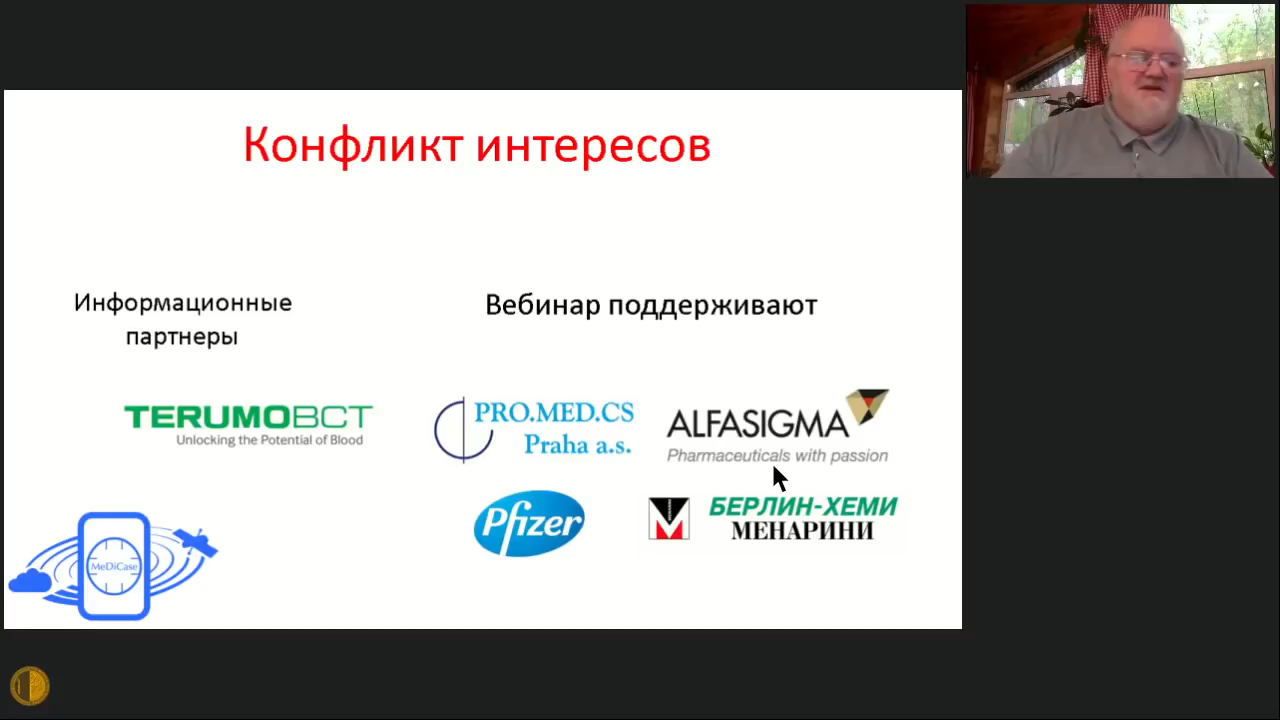 Конфликт интересов
Информационные
партнеры
Вебинар поддерживают
TERUMOBCT
Unlocking the Potential of Blood
PRO.MED.CS
Praha a.s.
ALFASIGMA
Pharmaceuticals with passion
Pfizer
БЕРЛИН-ХЕМИ
МЕНАРИНИ
MeDiCase